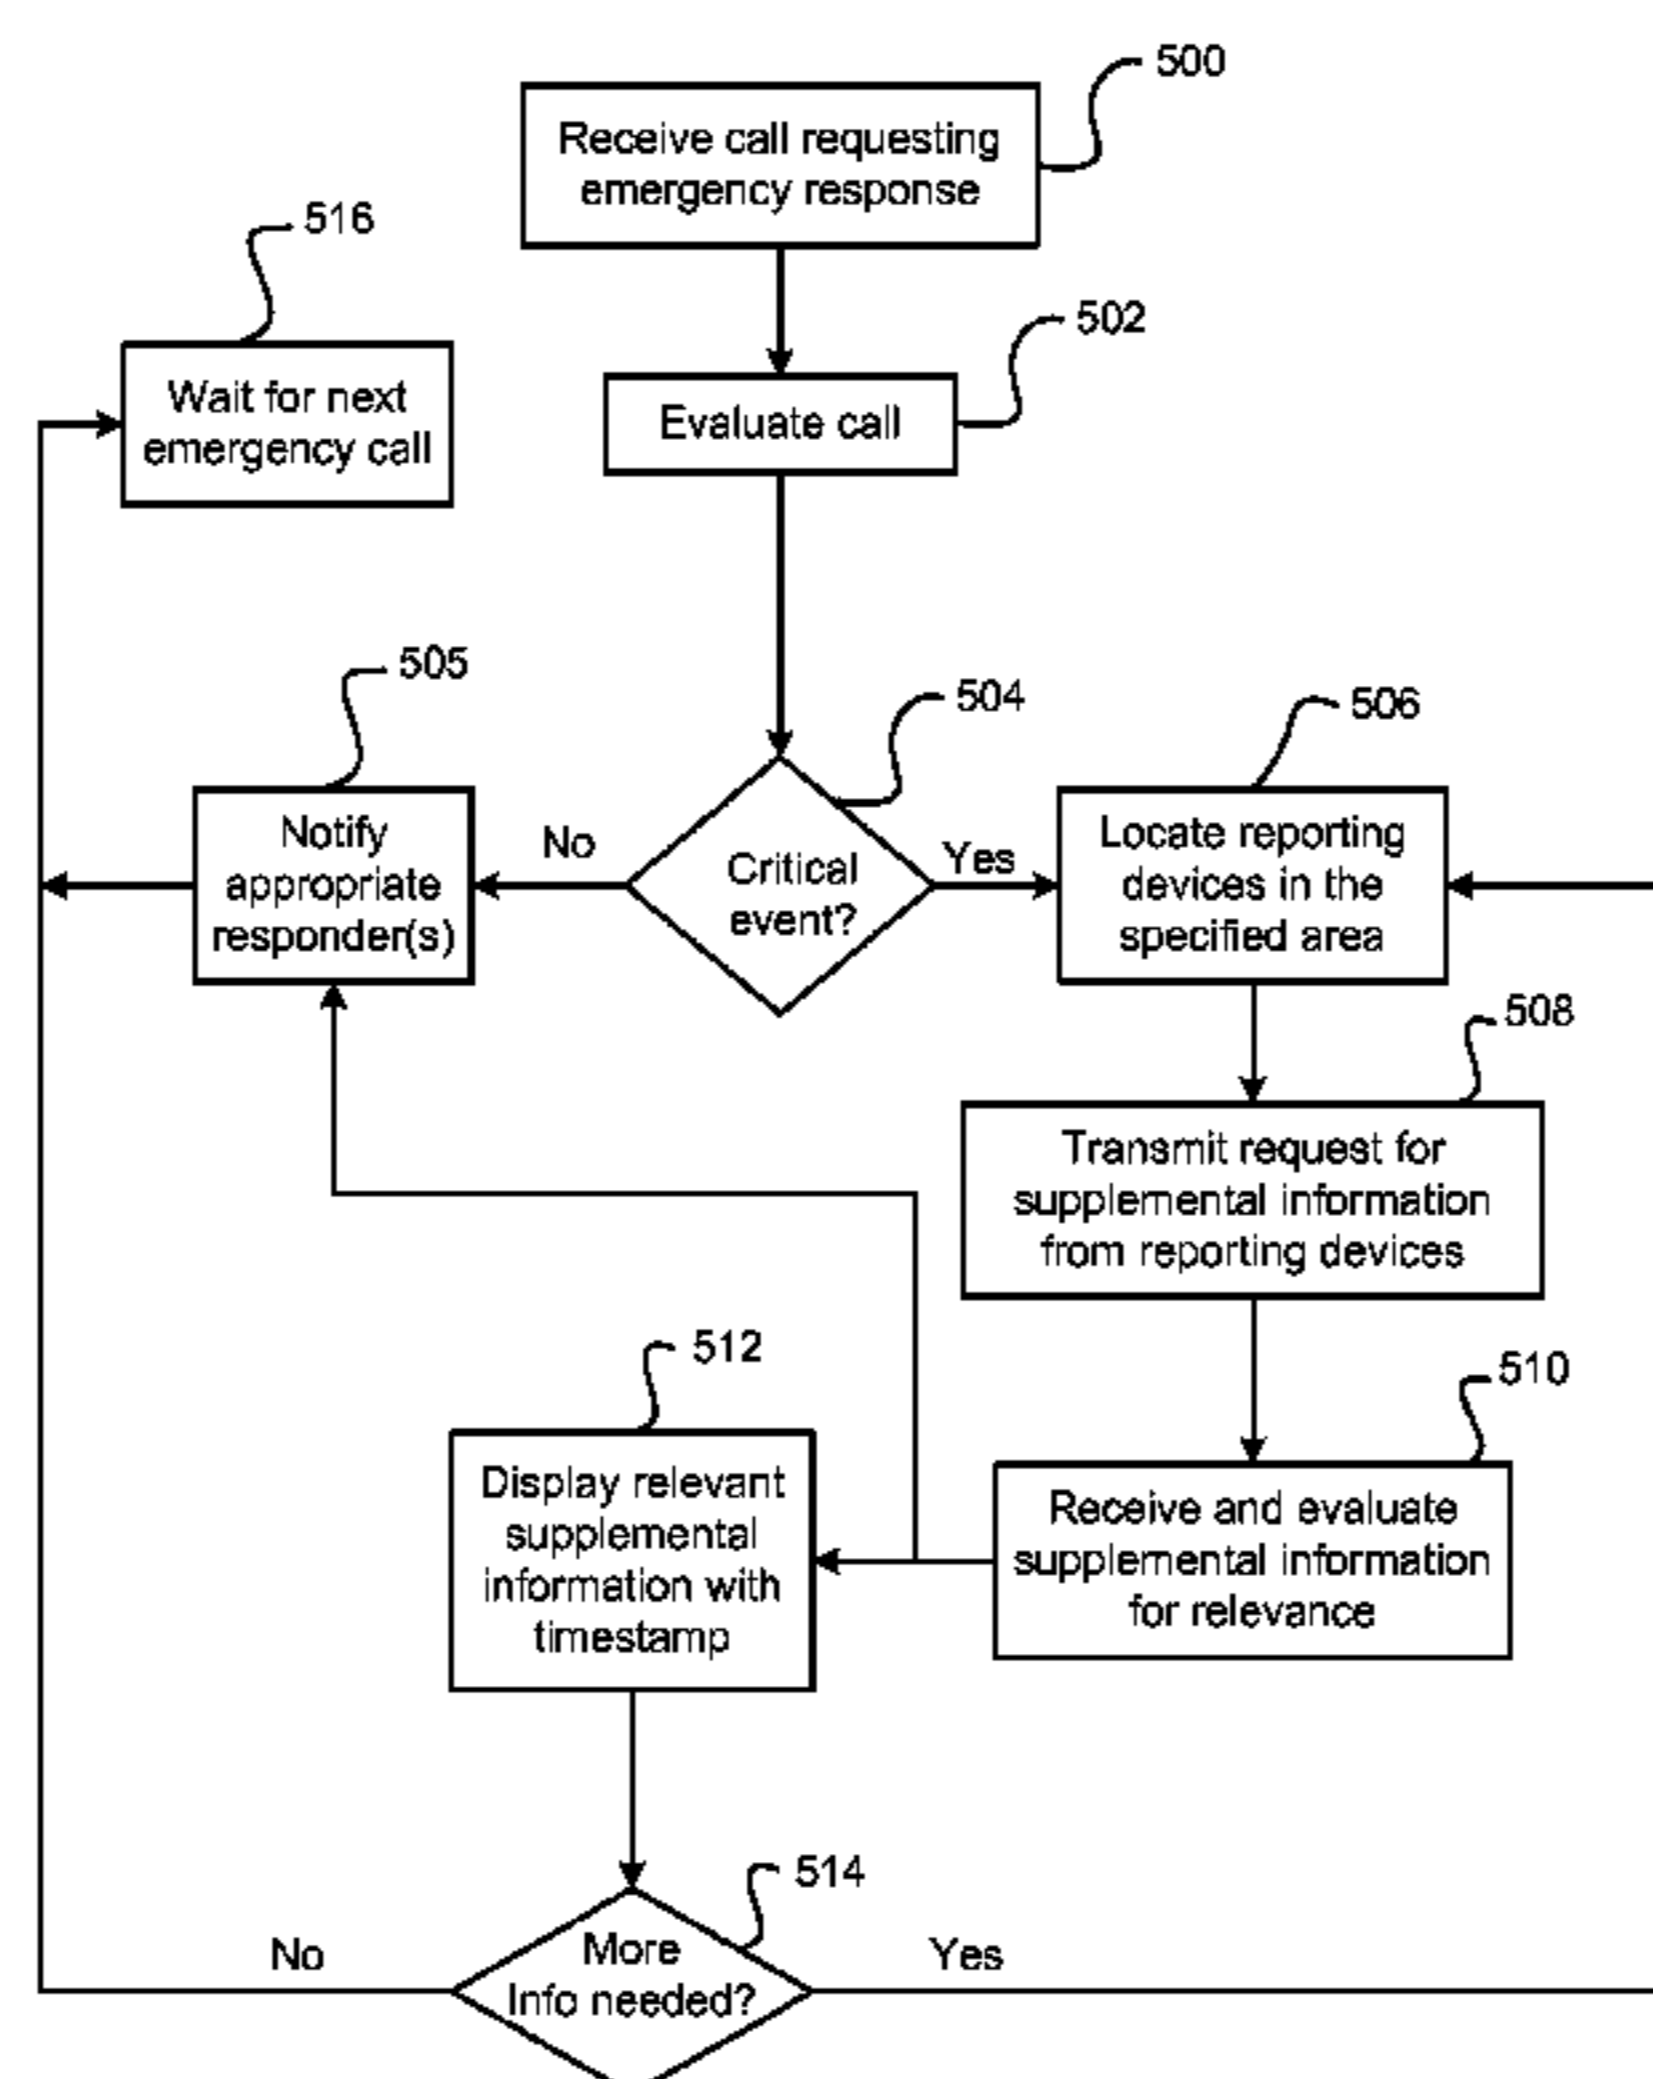 500
Receive call requesting
emergency response
516
502
Wait for next
emergency call
Evaluate call
505
504
506
Notify
appropriate
responder(s)
No
Critical
event?
Yes
Locate reporting
devices in the
specified area
508
Transmit request for
supplemental information
from reporting devices
512
510
Display relevant
supplemental
information with
timestamp
Receive and evaluate
supplemental information
for relevance
514
No
More
Info needed?
Yes